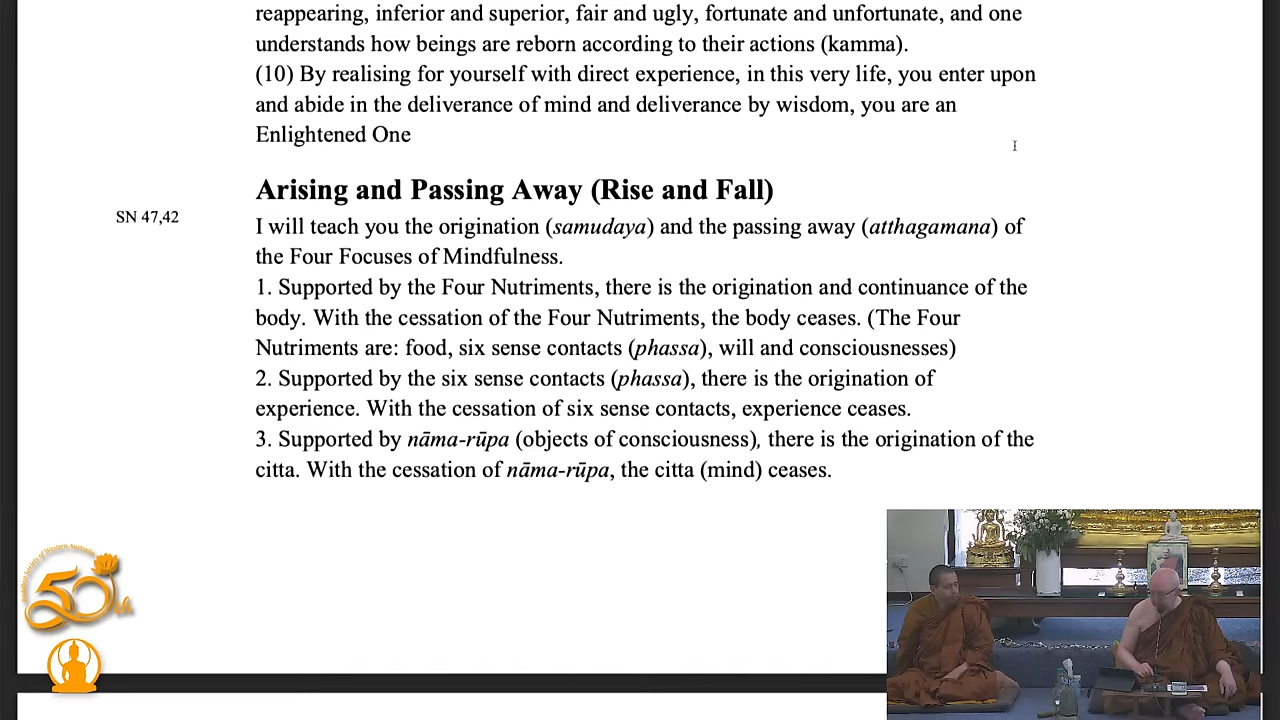 reappearing, inferior and superior, fair and ugly, fortunate and unfortunate, and one
understands how beings are reborn according to their actions (kamma).
(10) By realising for yourself with direct experience, in this very life, you enter upon
and abide in the deliverance of mind and deliverance by wisdom, you are an
Enlightened One
Arising and Passing Away (Rise and Fall)
SN 47,42
I will teach you the origination (samudaya) and the passing away (atthagamana) of
the Four Focuses of Mindfulness.
1. Supported by the Four Nutriments, there is the origination and continuance of the
body. With the cessation of the Four Nutriments, the body ceases. (The Four
Nutriments are: food, six sense contacts (phassa), will and consciousnesses)
2. Supported by the six sense contacts (phassa), there is the origination of
experience. With the cessation of six sense contacts, experience ceases.
3. Supported by nāma-rūpa (objects of consciousness), there is the origination of the
citta. With the cessation of nāma-rūpa, the citta (mind) ceases.
Buddhist Society of Western Australia
50th